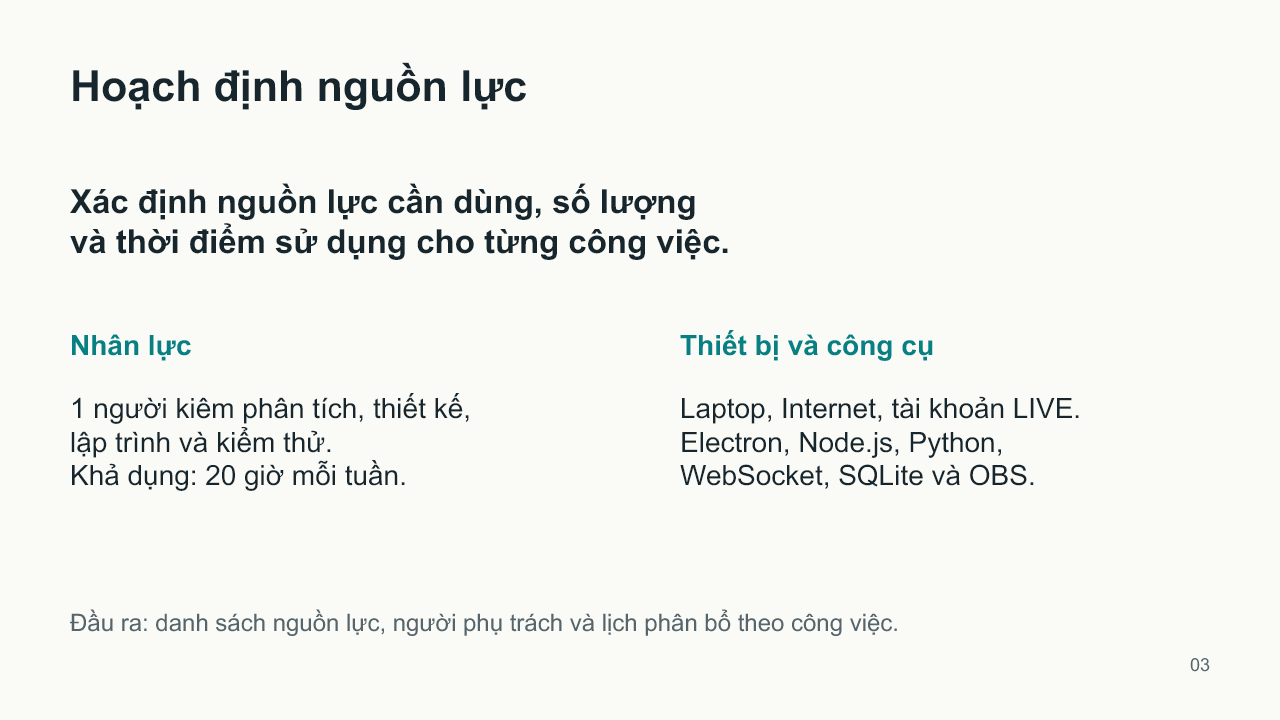 Hoạch định nguồn lực
Xác định nguồn lực cần dùng, số lượng
và thời điểm sử dụng cho từng công việc.
Nhân lực
1 người kiêm phân tích, thiết kế,
lập trình và kiểm thử.
Khả dụng: 20 giờ mỗi tuần.
Thiết bị và công cụ
Laptop, Internet, tài khoản LIVE.
Electron, Node.js, Python,
WebSocket, SQLite và OBS.
Đầu ra: danh sách nguồn lực, người phụ trách và lịch phân bổ theo công việc.
03